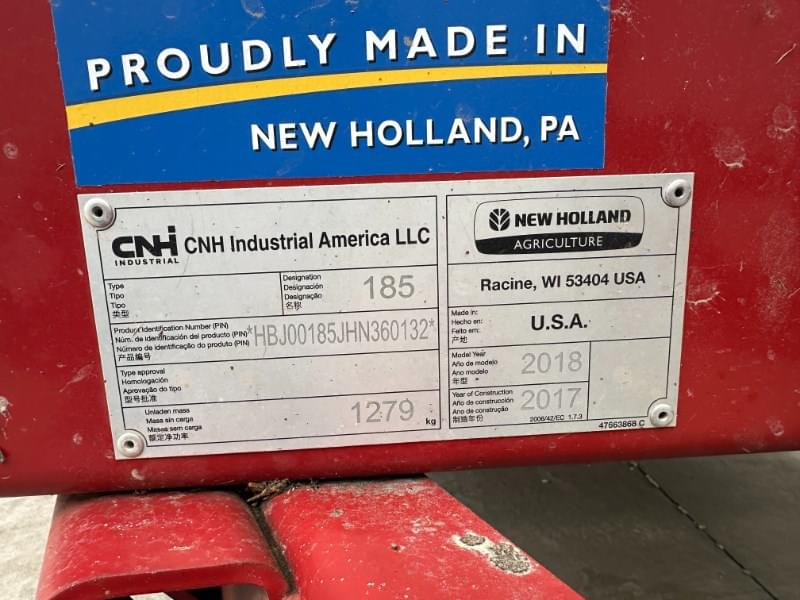 PROUDLY MADE IN
NEW HOLLAND, PA
CNH
INDUSTRIAL
CNH Industrial America LLC
Type
Tipo
Tipo
类型
Designation
Designación
Designação
名称
185
Product Identification Number (PIN)
Núm. de identificación del producto (PIN)
Número de identificação do produto (PIN)
产品编号
*HBJ00185JHN360132*
Type approval
Homologación
Aprovação do tipo
型号批准
Unladen mass
Masa sin carga
Massa sem carga
额定净功率
1279
kg
NEW HOLLAND
AGRICULTURE
Racine, WI 53404 USA
Made in:
Hecho en:
Feito em:
产地
U.S.A.
Model Year
Año de modelo
Ano modelo
年型
2018
Year of Construction
Año de construcción
Ano de construção
制造年份
2017
2006/42/EC 1.7.3
47663868 C